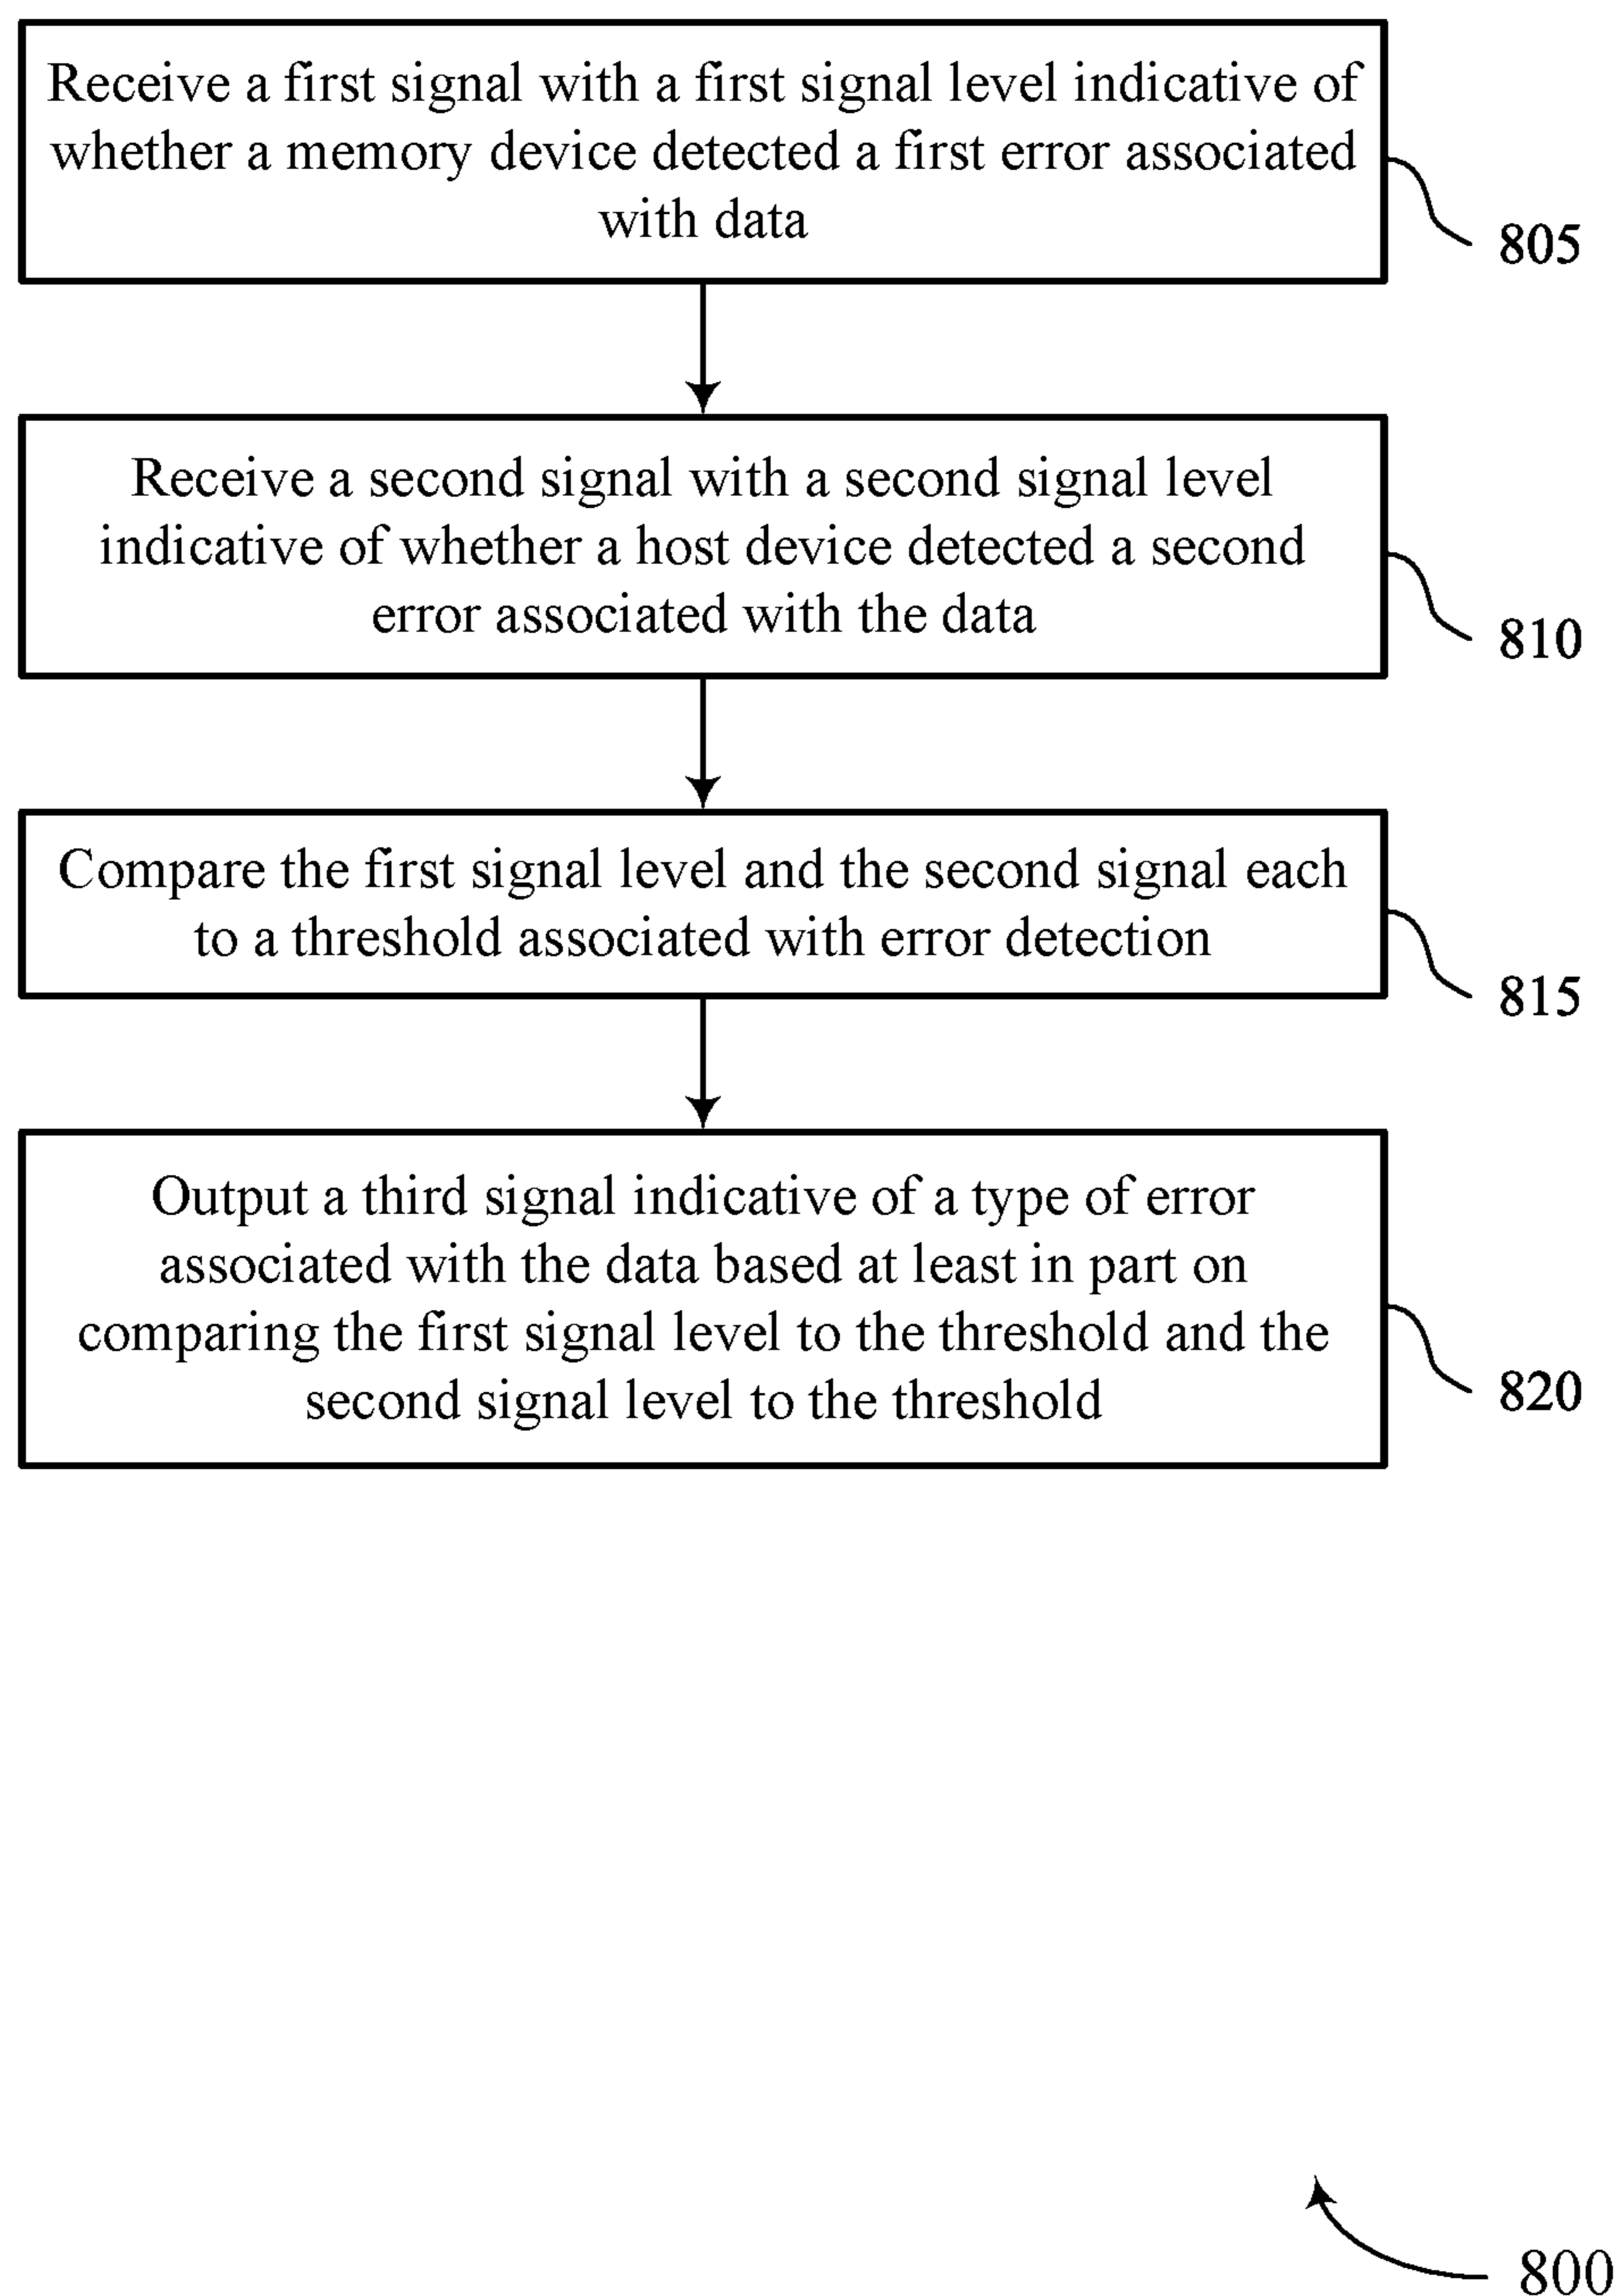 Receive a first signal with a first signal level indicative of
whether a memory device detected a first error associated
with data
805
Receive a second signal with a second signal level
indicative of whether a host device detected a second
error associated with the data
810
Compare the first signal level and the second signal each
to a threshold associated with error detection
815
Output a third signal indicative of a type of error
associated with the data based at least in part on
comparing the first signal level to the threshold and the
second signal level to the threshold
820
800